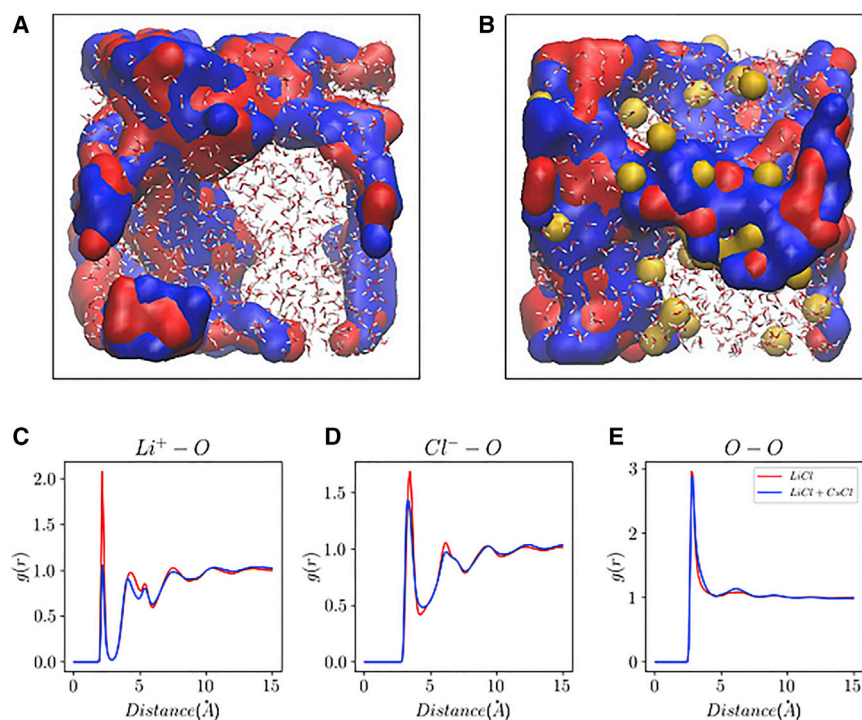 A
B
C
Li⁺ − O
2.0
1.5
1.0
0.5
0.0
g(r)
0 5 10 15
Distance(Å)
D
Cl⁻ − O
1.5
1.0
0.5
0.0
g(r)
0 5 10 15
Distance(Å)
E
O − O
LiCl
LiCl + CsCl
3
2
1
0
g(r)
0 5 10 15
Distance(Å)